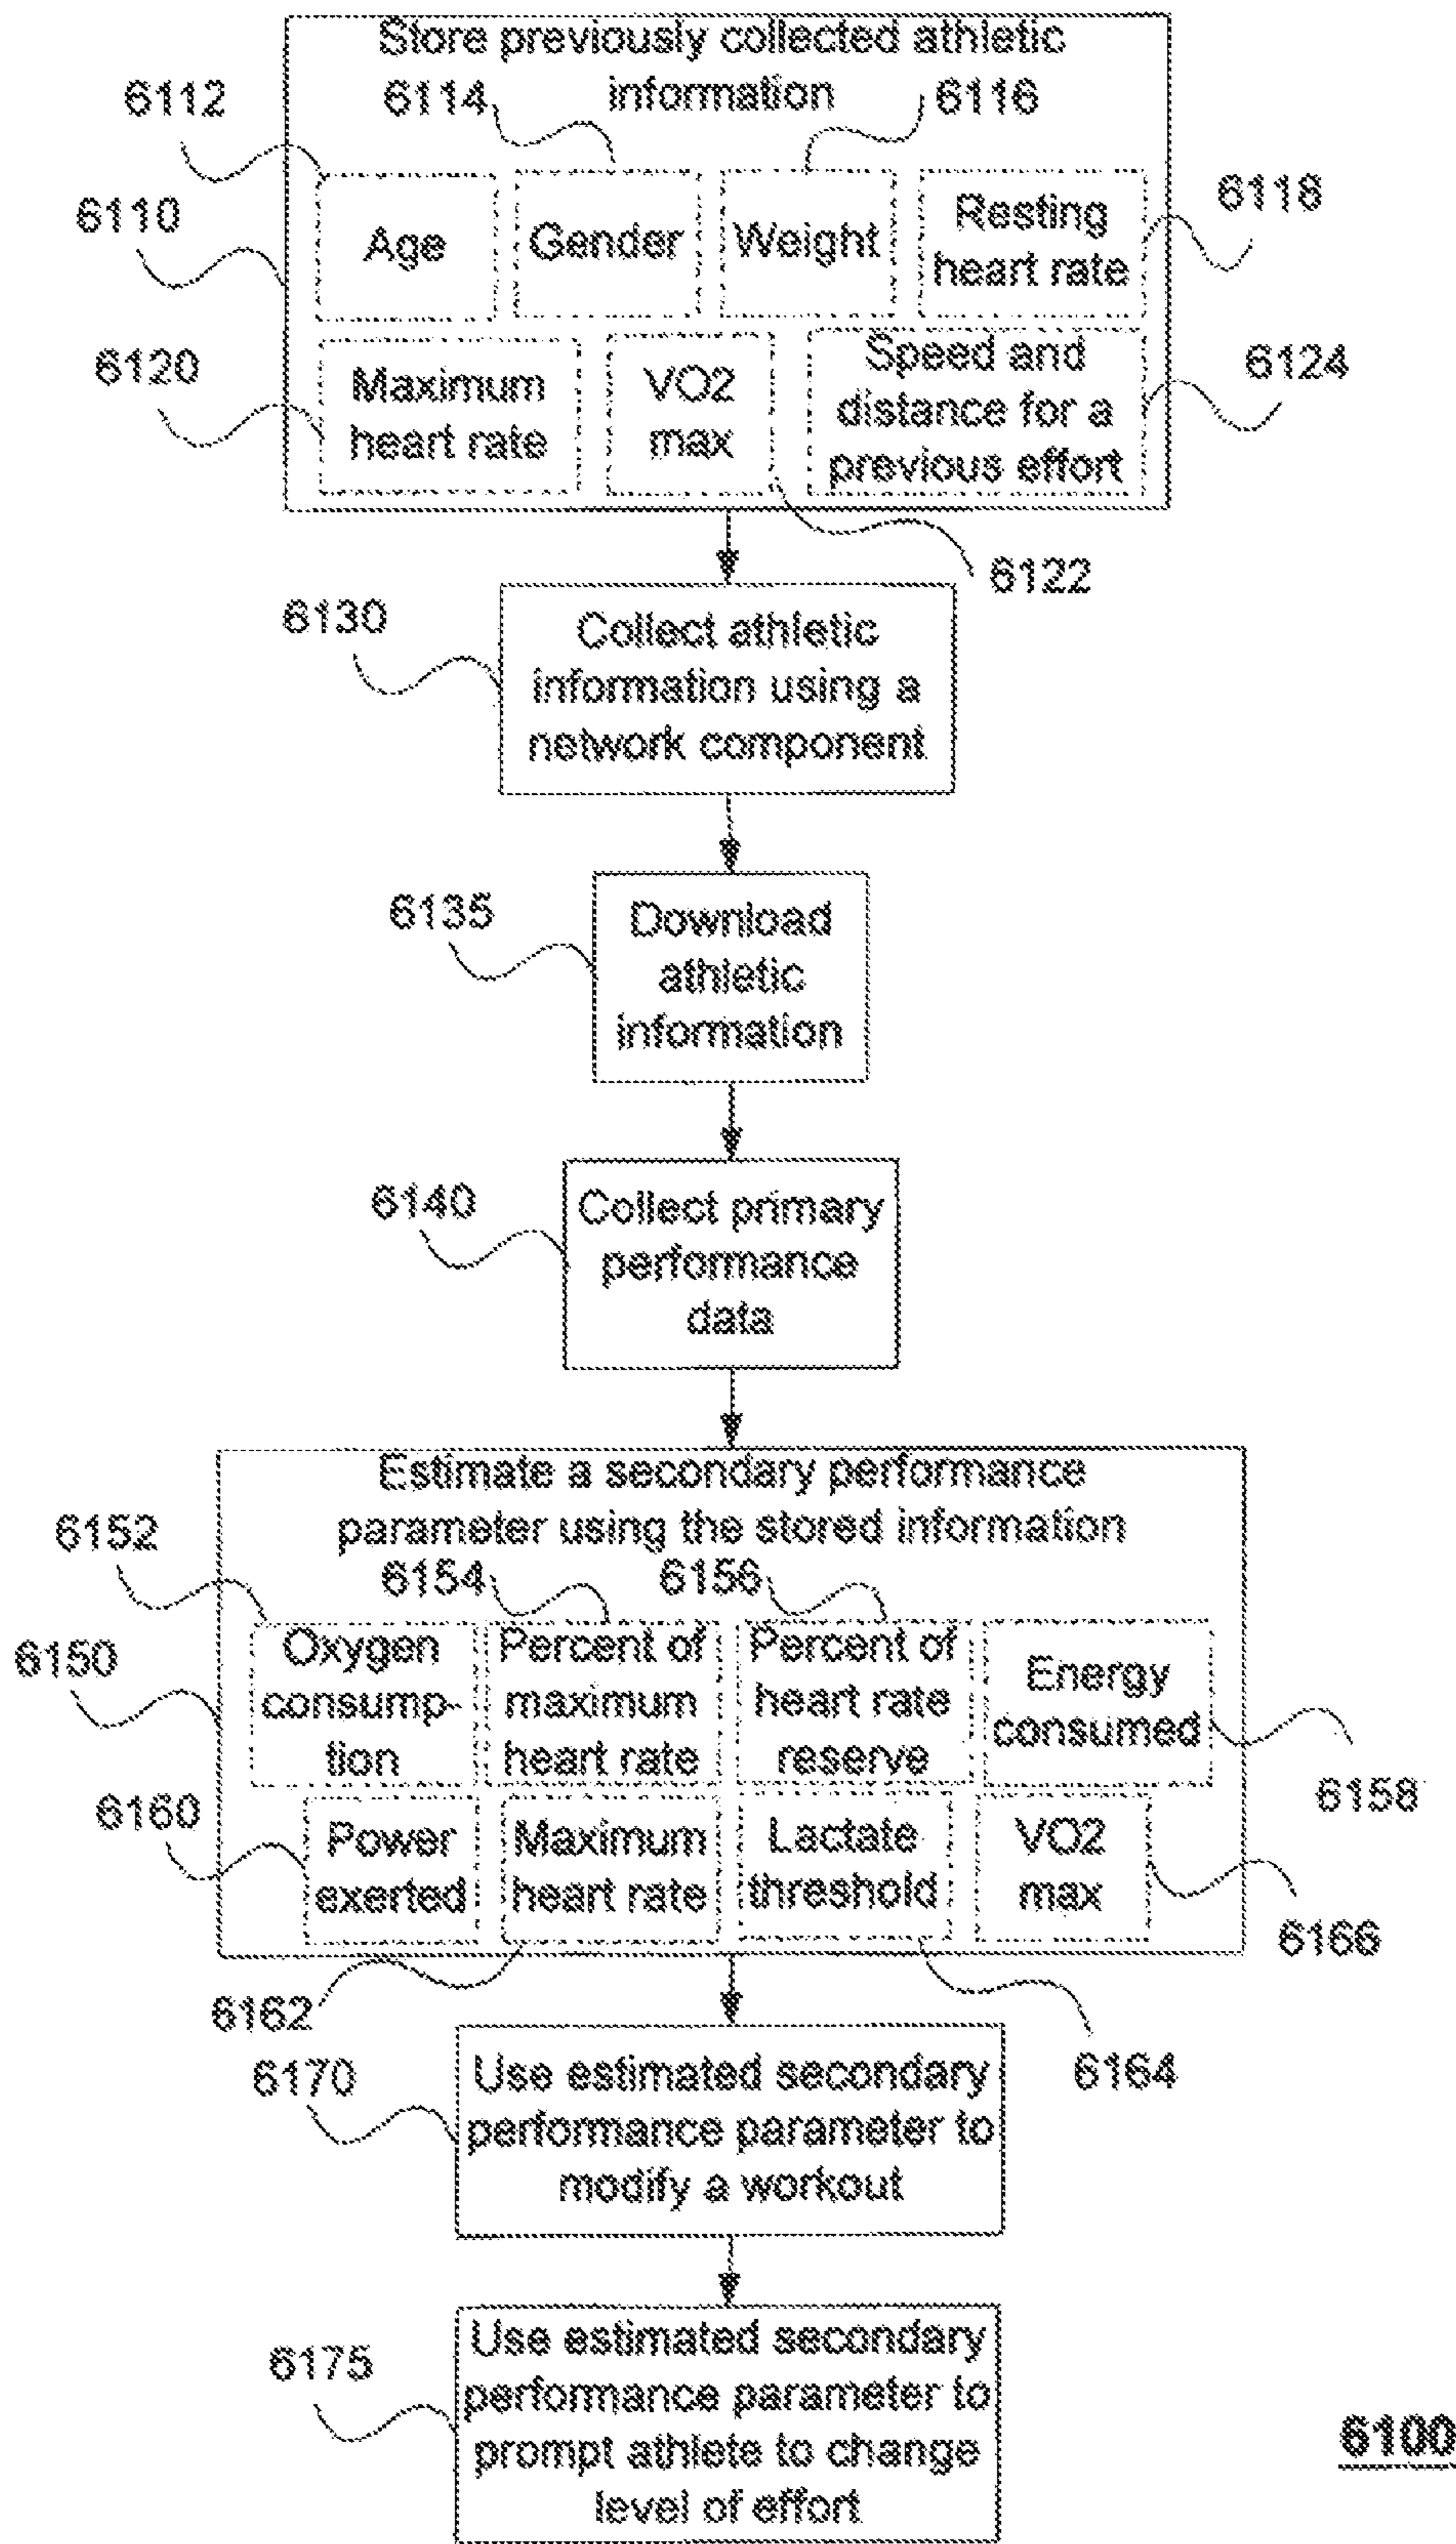 Store previously collected athletic
information
6112
6114
6116
6110
6118
Age
Gender
Weight
Resting
heart rate
6120
6124
Maximum
heart rate
VO2
max
Speed and
distance for a
previous effort
6122
6130
Collect athletic
information using a
network component
6135
Download
athletic
information
6140
Collect primary
performance
data
Estimate a secondary performance
parameter using the stored information
6152
6154
6156
6150
Oxygen
consump-
tion
Percent of
maximum
heart rate
Percent of
heart rate
reserve
Energy
consumed
6158
6160
Power
exerted
Maximum
heart rate
Lactate
threshold
VO2
max
6166
6162
6164
6170
Use estimated secondary
performance parameter to
modify a workout
6175
Use estimated secondary
performance parameter to
prompt athlete to change
level of effort
6100